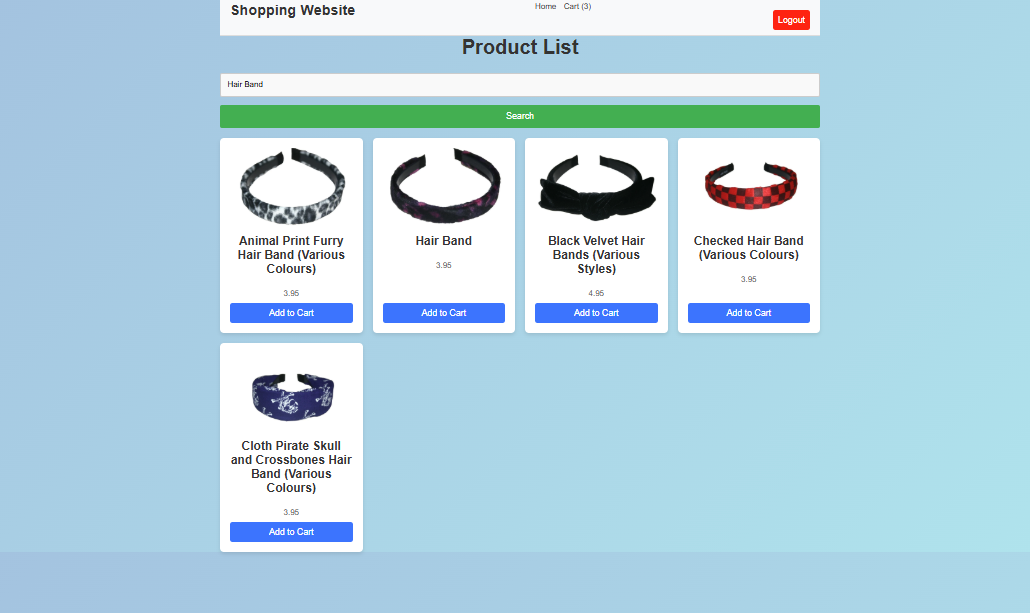 Shopping Website
Home Cart (3)
Logout
Product List
Hair Band
Search
Animal Print Furry
Hair Band (Various
Colours)
3.95
Add to Cart
Hair Band
3.95
Add to Cart
Black Velvet Hair
Bands (Various
Styles)
4.95
Add to Cart
Checked Hair Band
(Various Colours)
3.95
Add to Cart
Cloth Pirate Skull
and Crossbones Hair
Band (Various
Colours)
3.95
Add to Cart